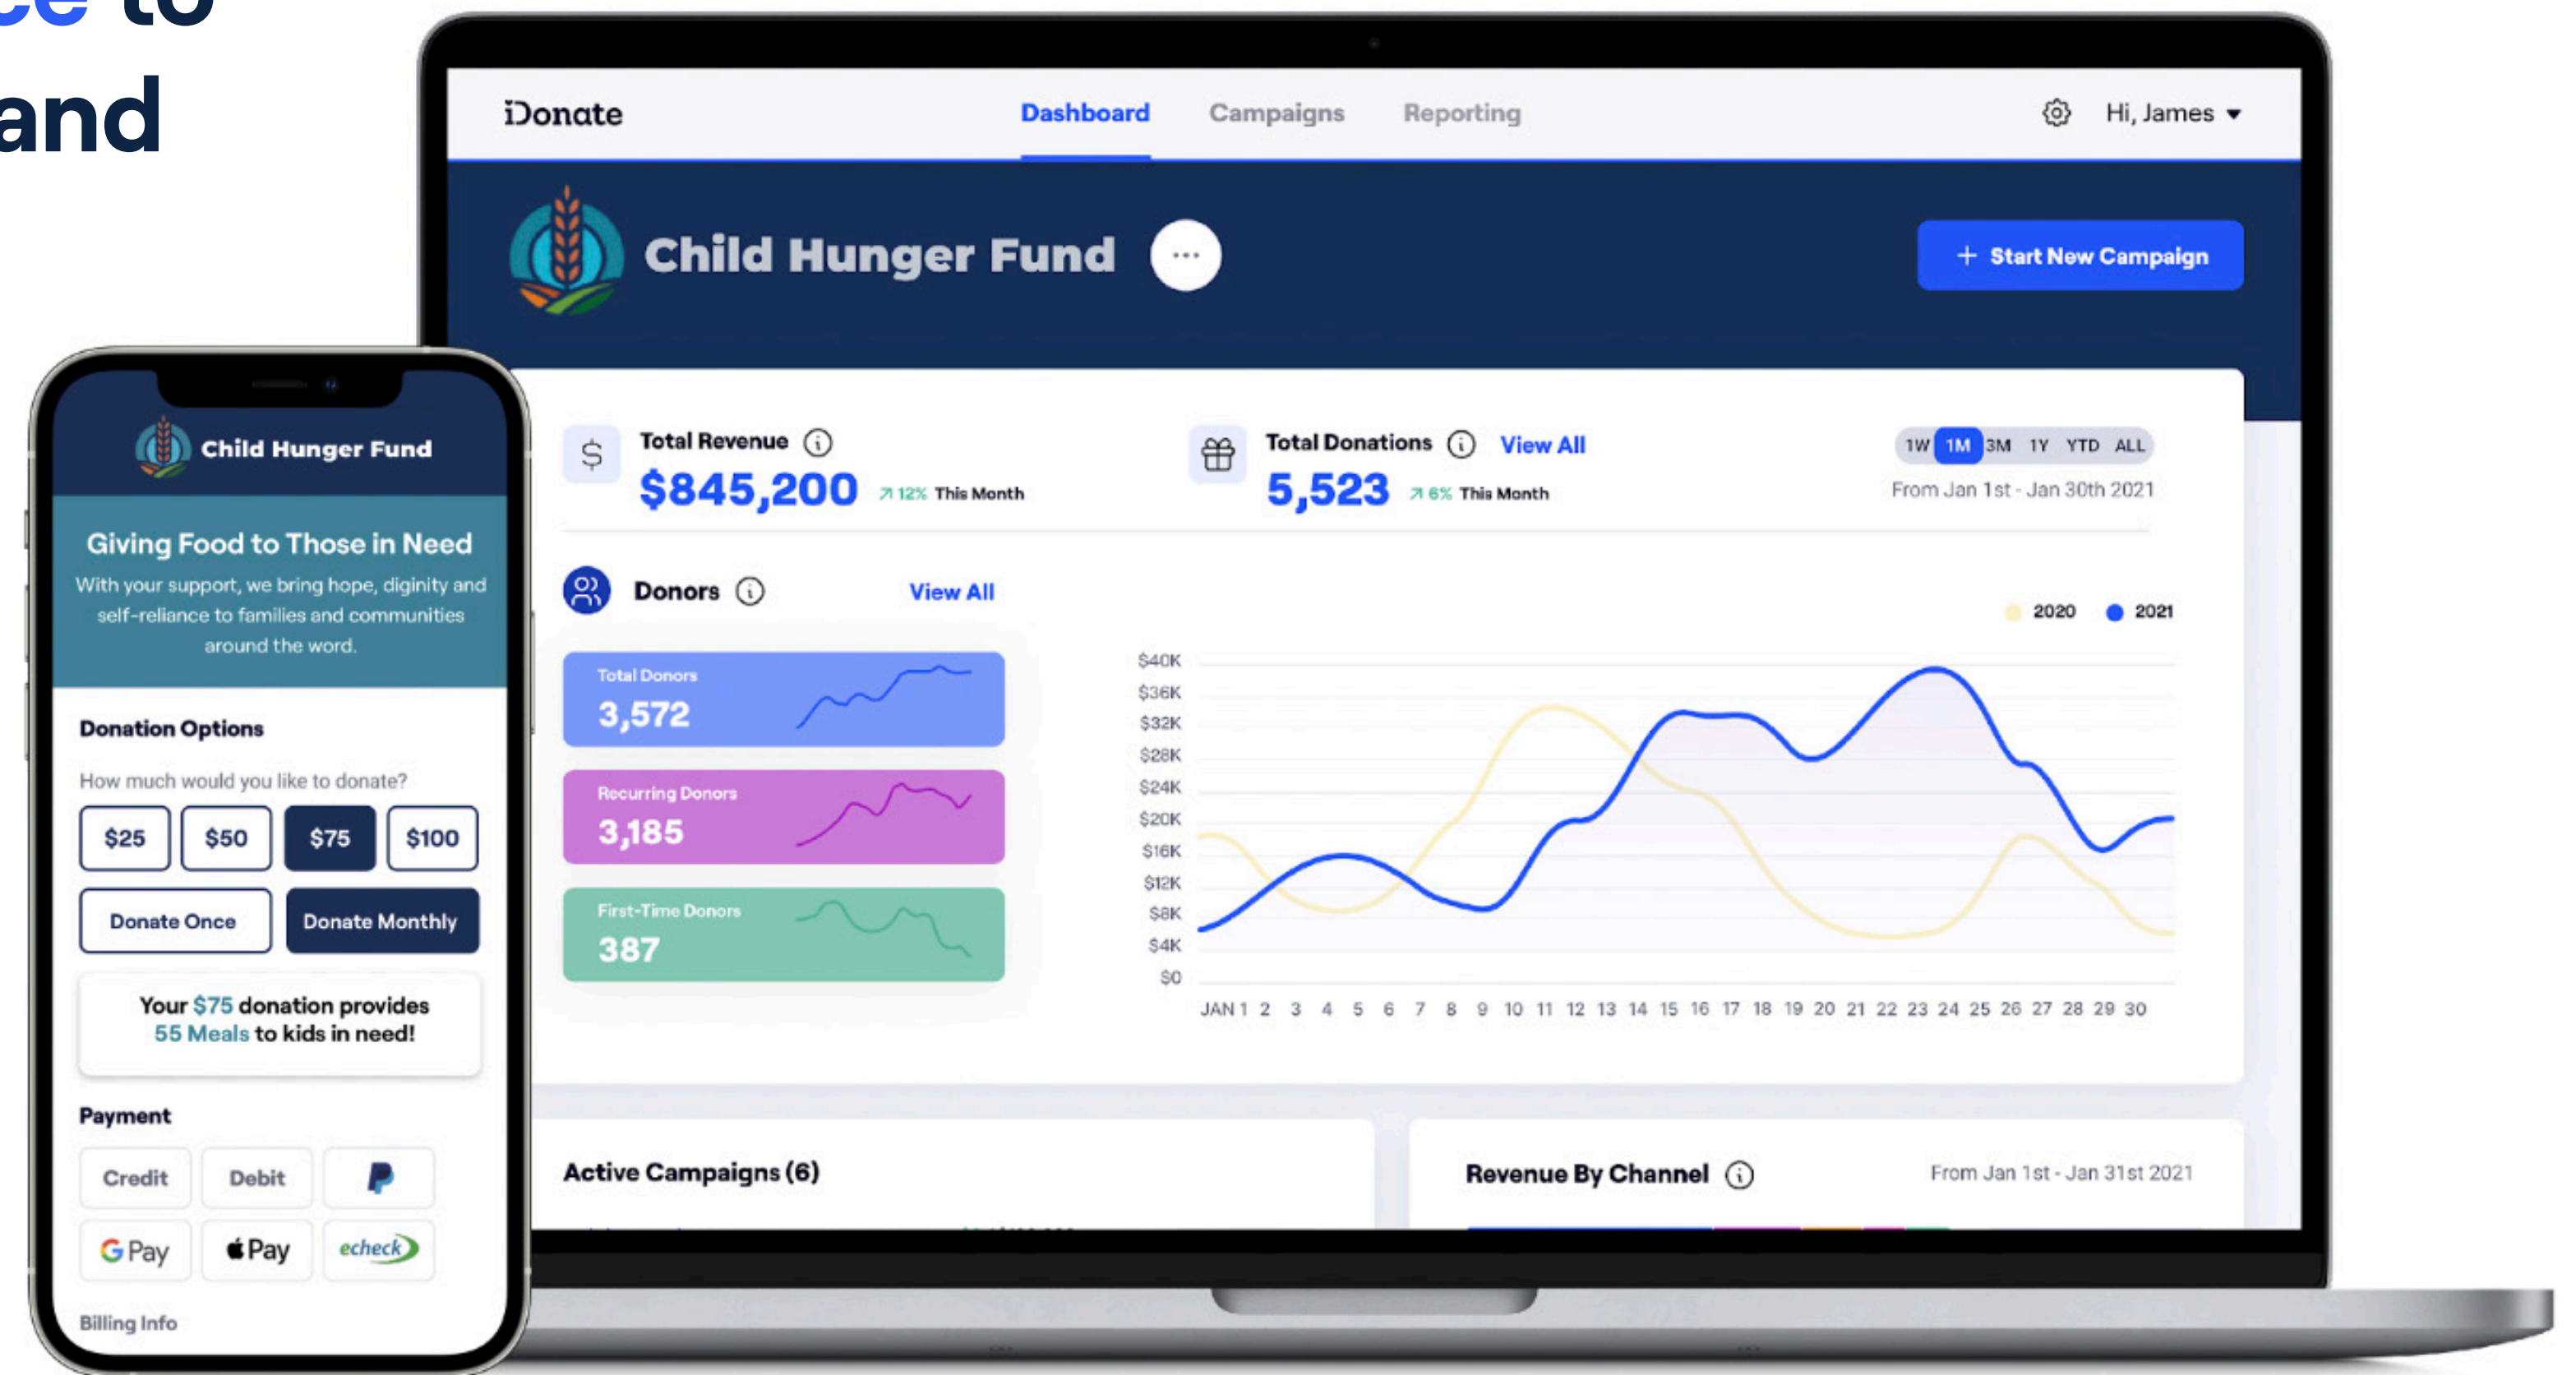 to
and
iDonate
Dashboard Campaigns Reporting
Hi, James
Child Hunger Fund
...
+ Start New Campaign
$ Total Revenue i
$845,200 12% This Month
Total Donations i View All
5,523 6% This Month
1W 1M 3M 1Y YTD ALL
From Jan 1st - Jan 30th 2021
Donors i View All
Total Donors
3,572
Recurring Donors
3,185
First-Time Donors
387
2020 2021
$40K
$36K
$32K
$28K
$24K
$20K
$16K
$12K
$8K
$4K
$0
JAN 1 2 3 4 5 6 7 8 9 10 11 12 13 14 15 16 17 18 19 20 21 22 23 24 25 26 27 28 29 30
Active Campaigns (6)
Revenue By Channel i From Jan 1st - Jan 31st 2021
Child Hunger Fund
Giving Food to Those in Need
With your support, we bring hope, diginity and
self-reliance to families and communities
around the word.
Donation Options
How much would you like to donate?
$25 $50 $75 $100
Donate Once Donate Monthly
Your $75 donation provides
55 Meals to kids in need!
Payment
Credit Debit P
G Pay Pay echeck
Billing Info